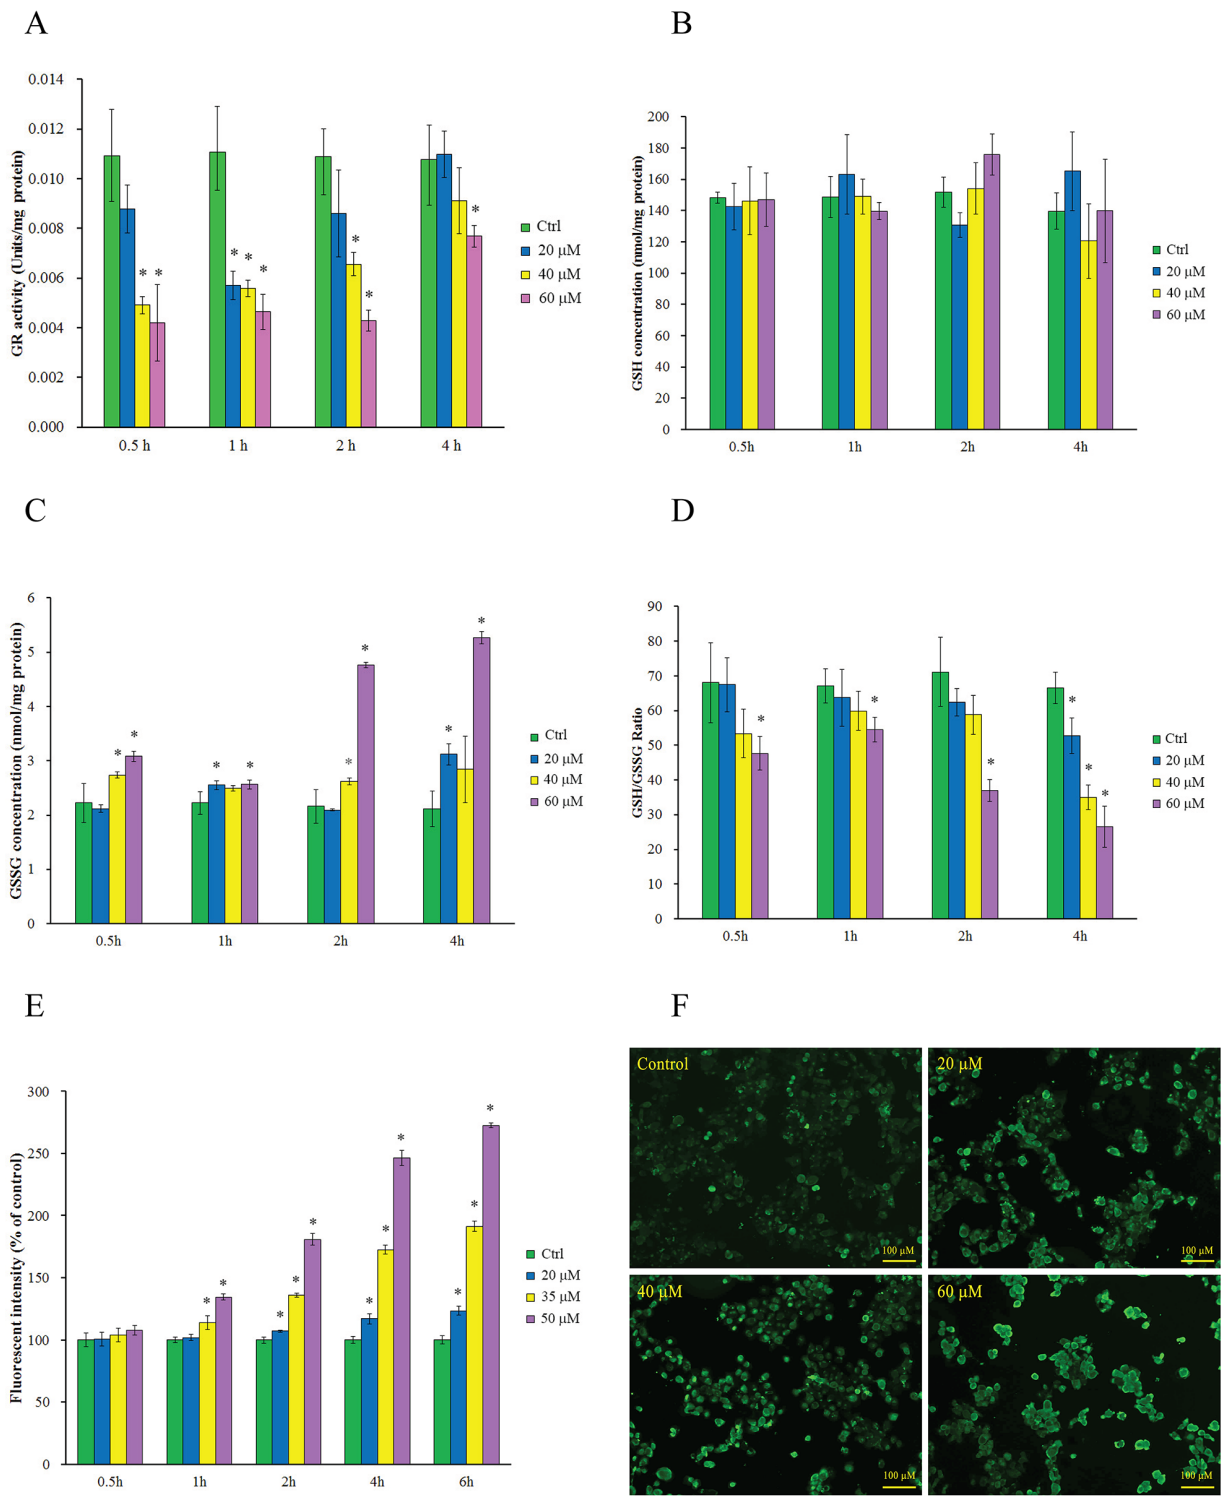 A
GR activity (Units/mg protein)
0.014
0.012
0.010
0.008
0.006
0.004
0.002
0.000
* *
* * *
* *
*
0.5 h 1 h 2 h 4 h
Ctrl
20 µM
40 µM
60 µM
B
GSH concentration (nmol/mg protein)
200
180
160
140
120
100
80
60
40
20
0
0.5h 1h 2h 4h
Ctrl
20 µM
40 µM
60 µM
C
GSSG concentration (nmol/mg protein)
6
5
4
3
2
1
0
* *
* *
* *
* *
0.5h 1h 2h 4h
Ctrl
20 µM
40 µM
60 µM
D
GSH/GSSG Ratio
90
80
70
60
50
40
30
20
10
0
*
*
*
* * *
0.5h 1h 2h 4h
Ctrl
20 µM
40 µM
60 µM
E
Fluorescent intensity (% of control)
300
250
200
150
100
50
0
* *
* * *
* * *
* * *
0.5h 1h 2h 4h 6h
Ctrl
20 µM
35 µM
50 µM
F
Control
100 µM
20 µM
100 µM
40 µM
100 µM
60 µM
100 µM